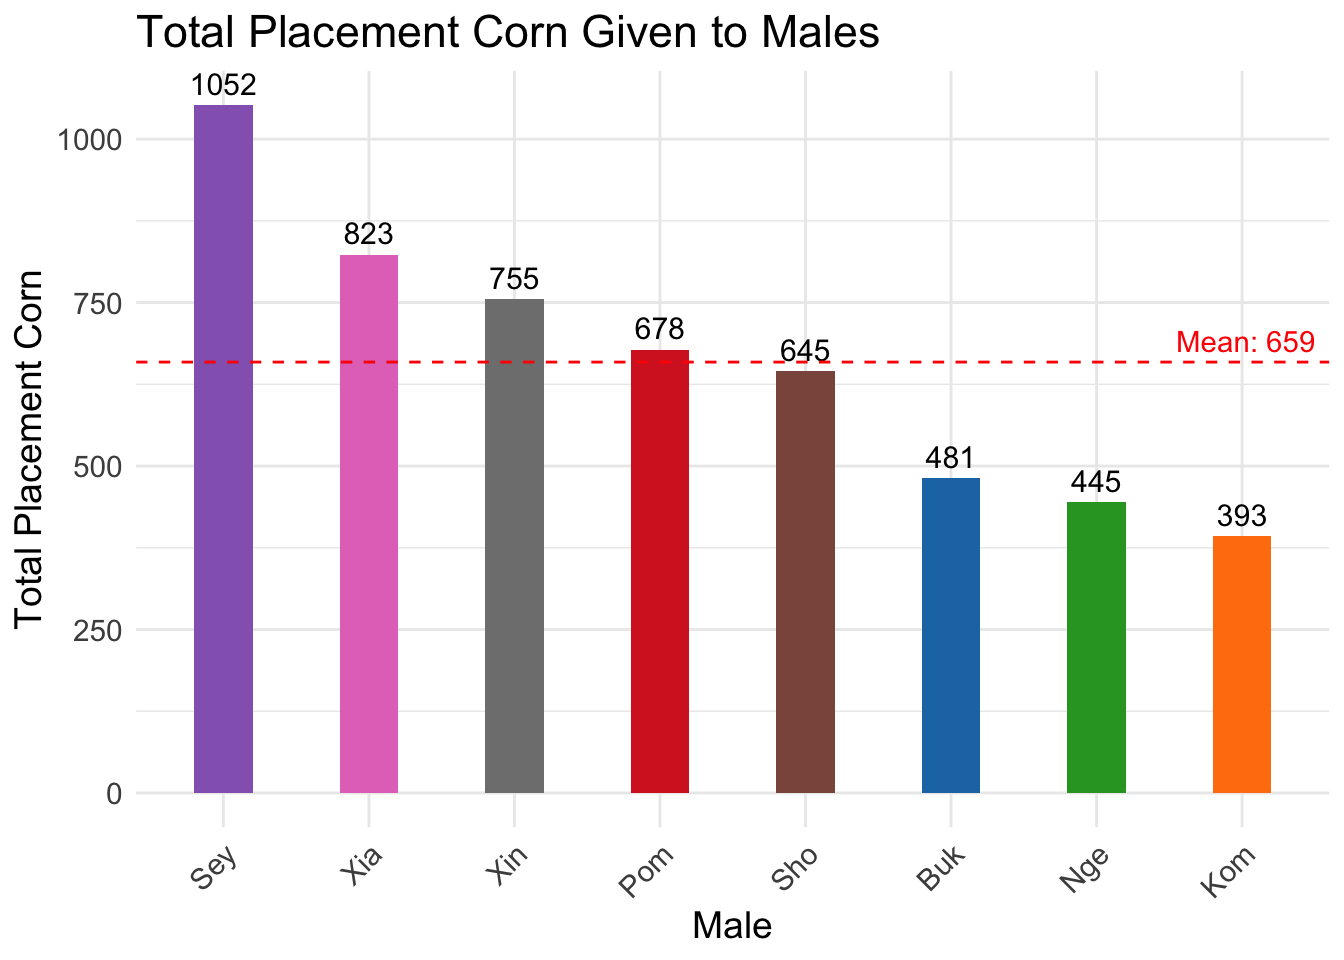 Total Placement Corn Given to Males
1052
1000
823
755
750
678
645
Mean: 659
500
481
445
393
250
0
Total Placement Corn
Sey
Xia
Xin
Pom
Sho
Buk
Nge
Kom
Male